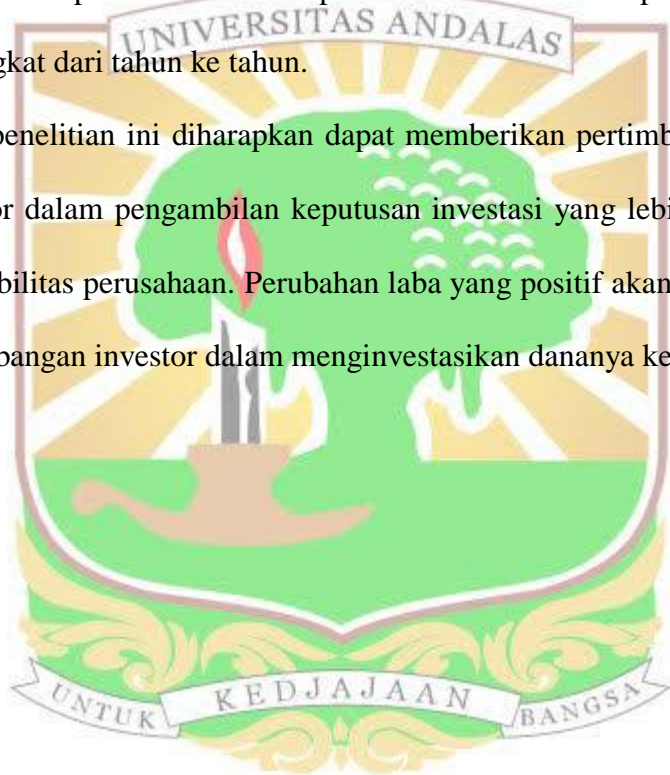 UNIVERSITAS ANDALAS
gkat dari tahun ke tahun.
penelitian ini diharapkan dapat memberikan pertimb
or dalam pengambilan keputusan investasi yang lebi
bilitas perusahaan. Perubahan laba yang positif akan
bangan investor dalam menginvestasikan dananya ke
UNTUK KEDJAJAAN BANGSA